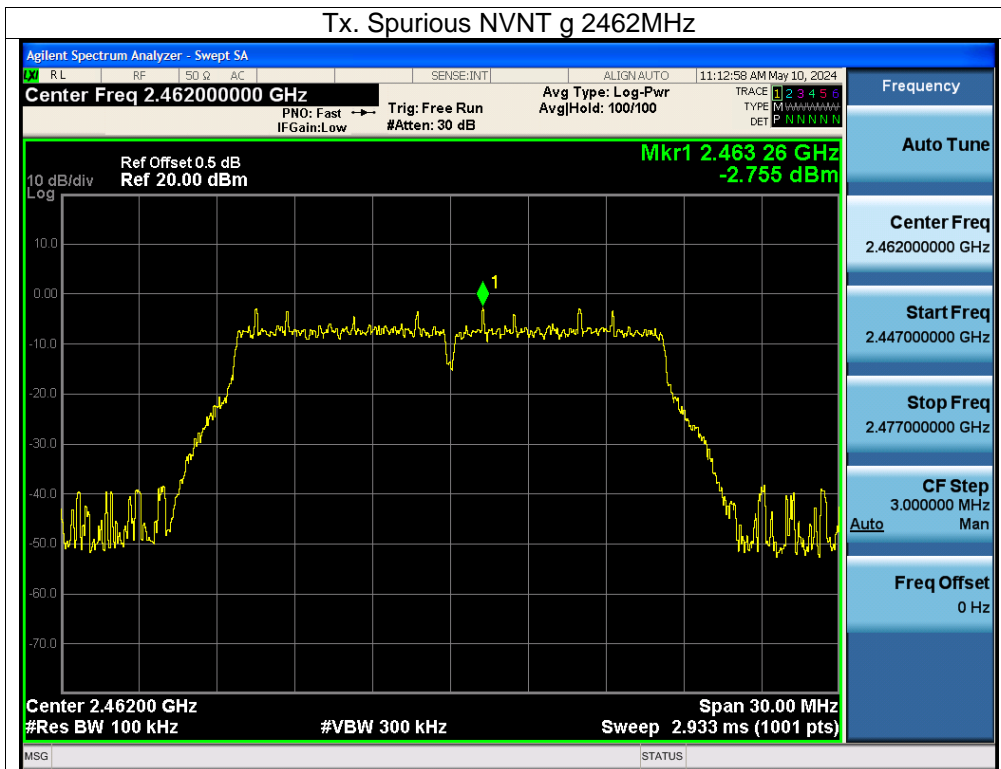 Tx. Spurious NVNT g 2462MHz
Agilent Spectrum Analyzer - Swept SA
LXI RL RF 50 Ω AC SENSE:INT ALIGN AUTO 11:12:58 AM May 10, 2024
Center Freq 2.462000000 GHz
PNO: Fast
IFGain:Low
Trig: Free Run
#Atten: 30 dB
Avg Type: Log-Pwr
Avg|Hold: 100/100
TRACE 1 2 3 4 5 6
TYPE M WWWWW
DET P N N N N N
Mkr1 2.463 26 GHz
-2.755 dBm
Ref Offset 0.5 dB
10 dB/div Ref 20.00 dBm
Log
10.0
0.00
-10.0
-20.0
-30.0
-40.0
-50.0
-60.0
-70.0
1
Center 2.46200 GHz Span 30.00 MHz
#Res BW 100 kHz #VBW 300 kHz Sweep 2.933 ms (1001 pts)
MSG STATUS
Frequency
Auto Tune
Center Freq
2.462000000 GHz
Start Freq
2.447000000 GHz
Stop Freq
2.477000000 GHz
CF Step
3.000000 MHz
Auto Man
Freq Offset
0 Hz